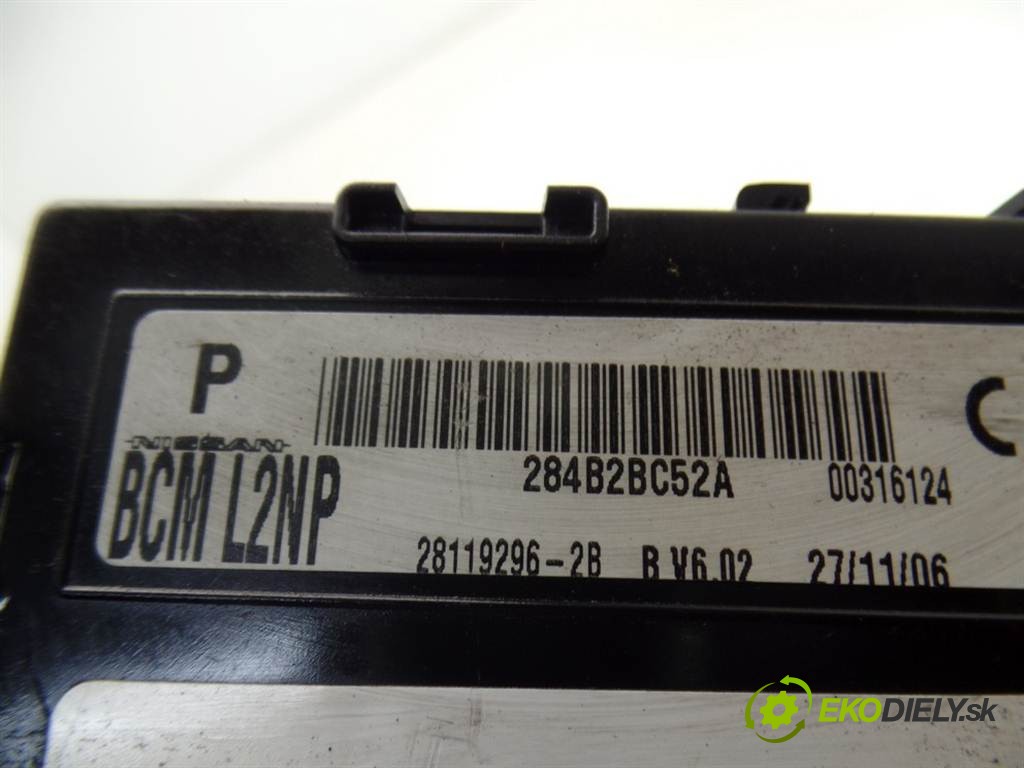 P
NISSAN
BCM L2NP
284B2BC52A 00316124
28119296-2B B V6.02 27/11/06
C
EKODIELY.sk